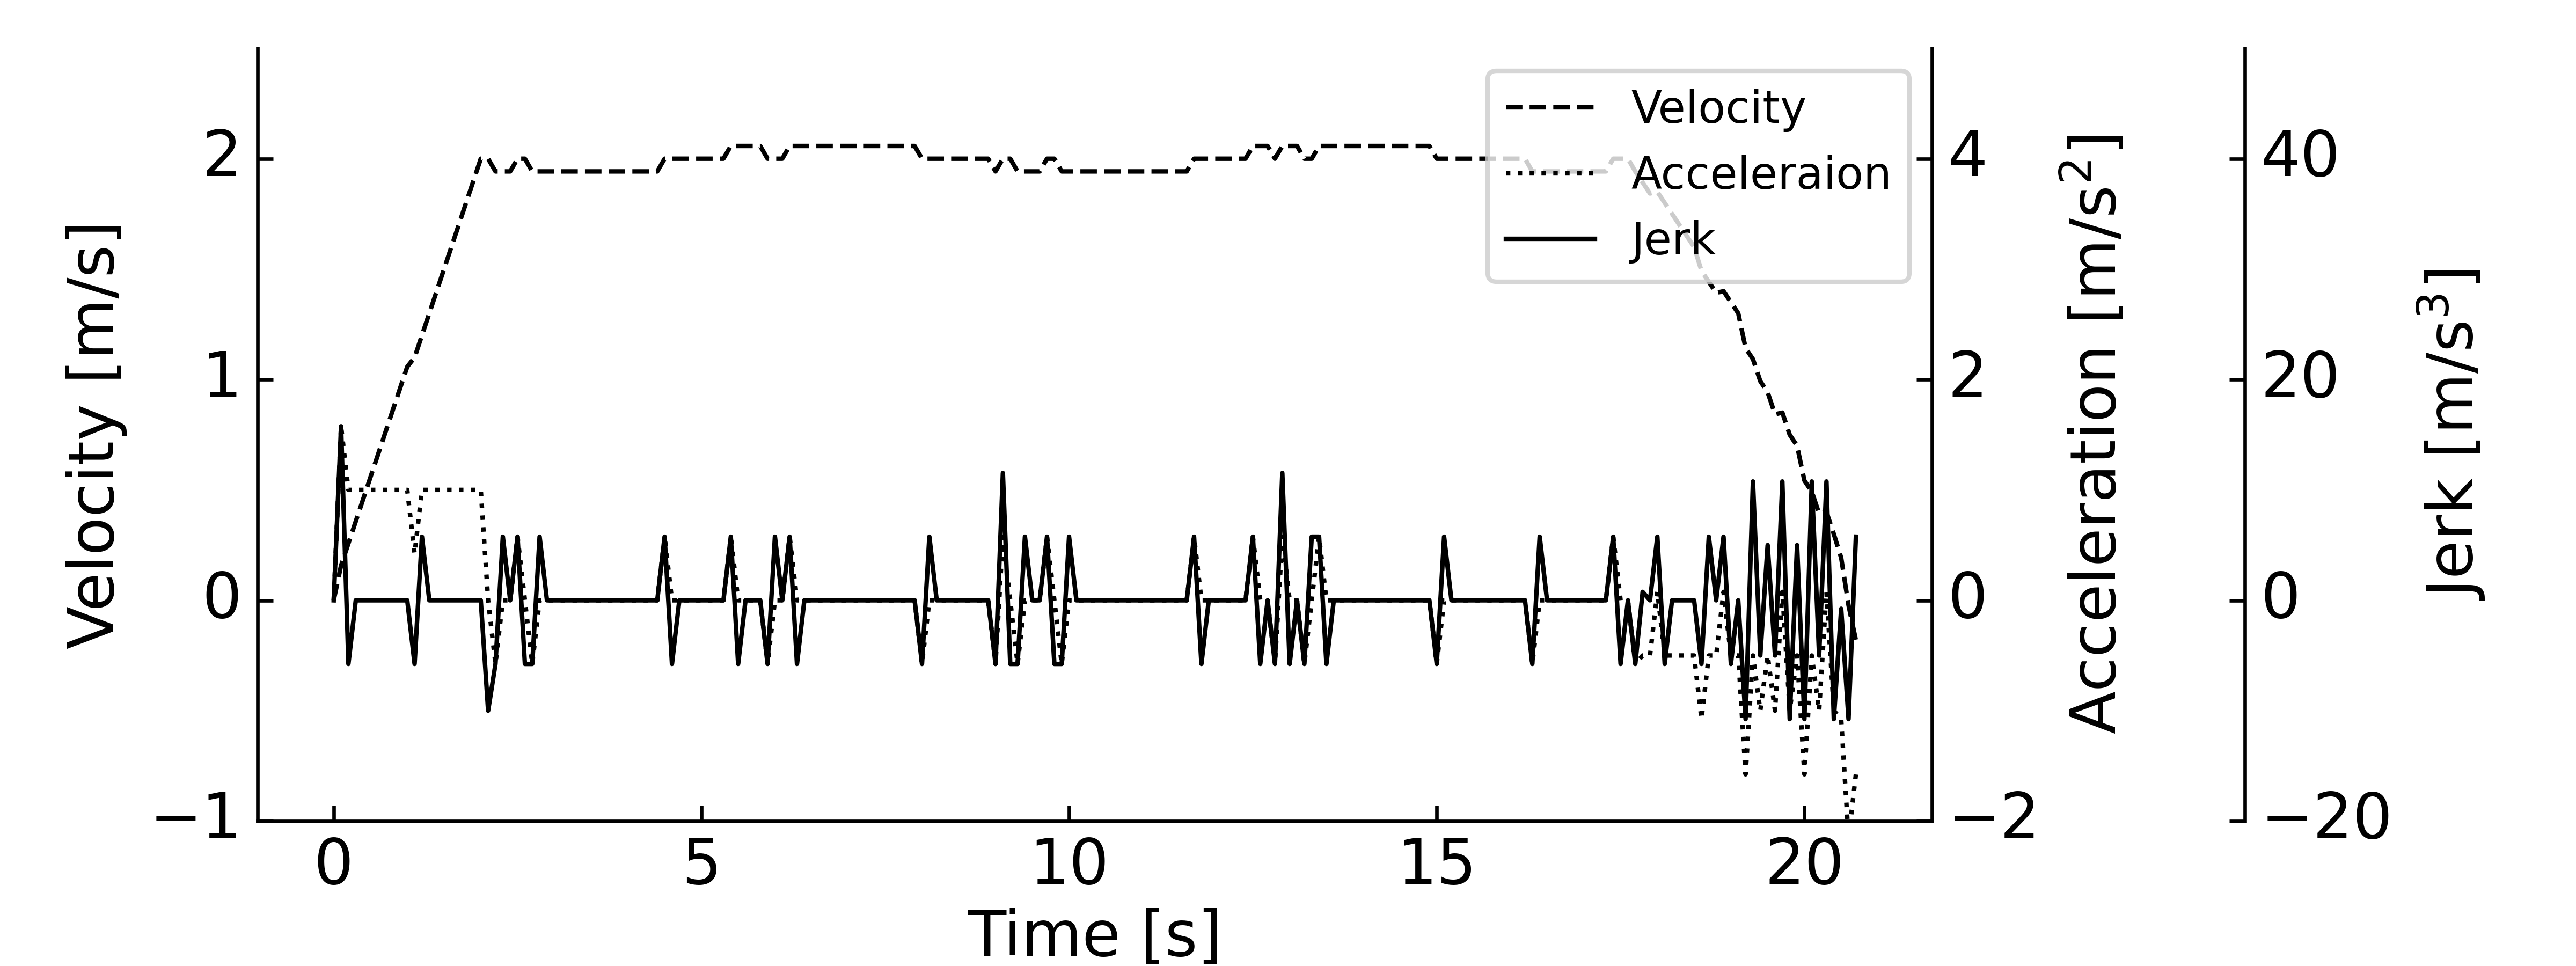 Velocity [m/s]
2
1
0
−1
0 5 10 15 20
Time [s]
Velocity
Acceleraion
Jerk
4
2
0
−2
Acceleration [m/s²]
40
20
0
−20
Jerk [m/s³]